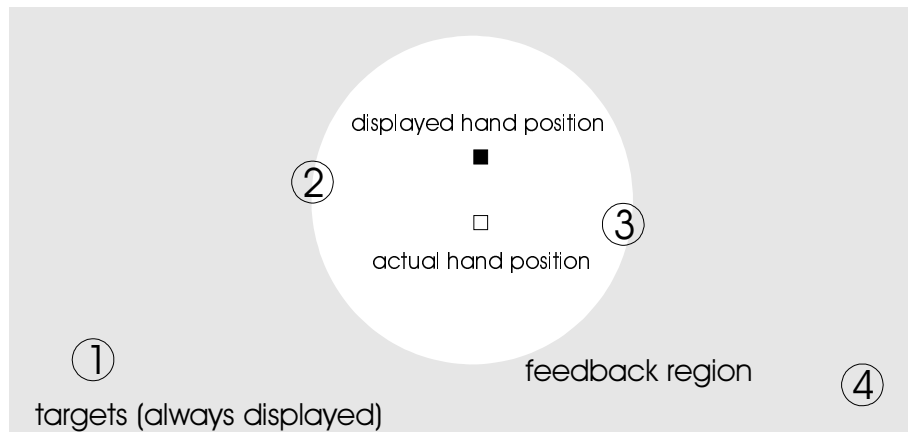 displayed hand position
2
3
actual hand position
1
feedback region
4
targets (always displayed)